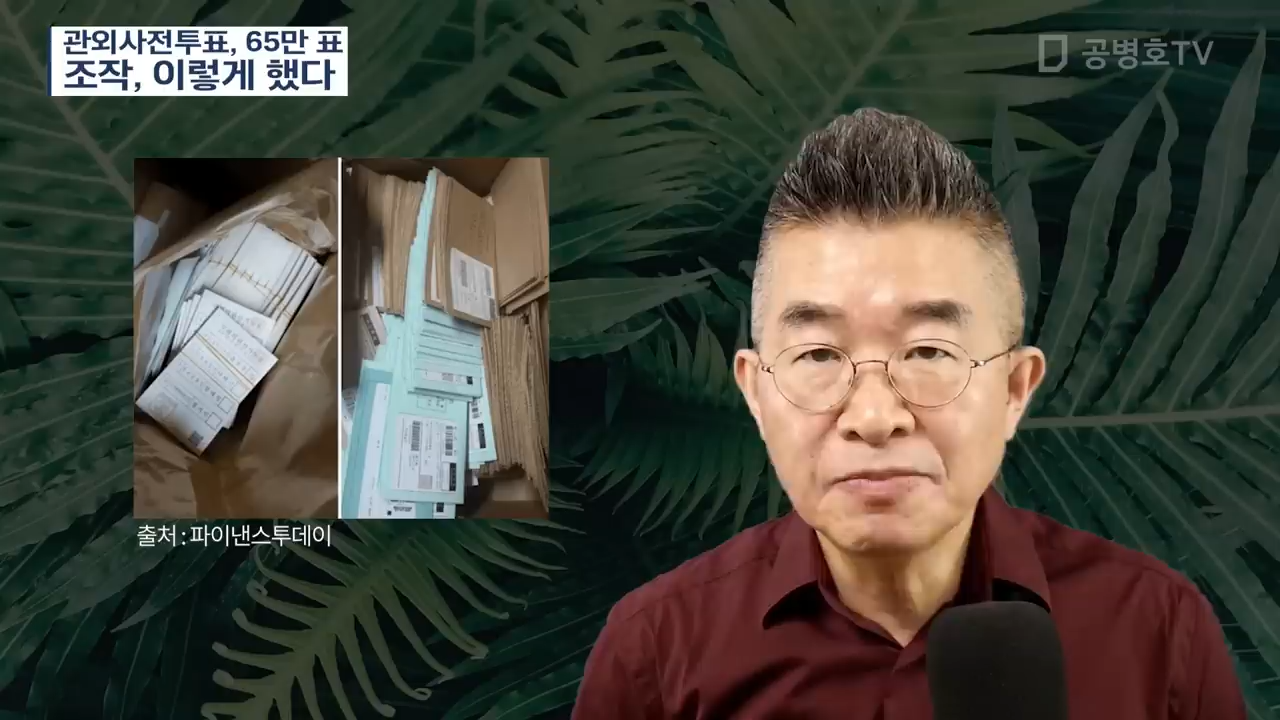 관외사전투표, 65만 표
조작, 이렇게 했다
공병호TV
출처 : 파이낸스투데이